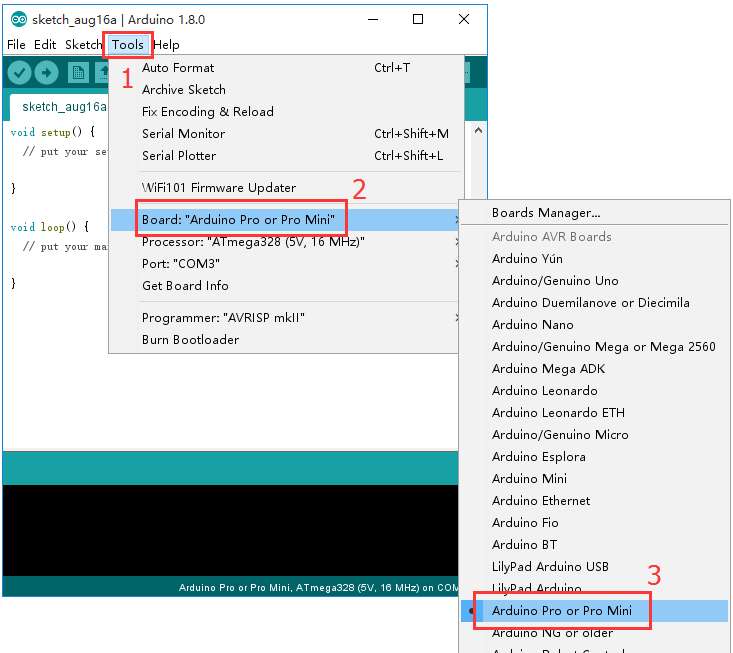 sketch_aug16a | Arduino 1.8.0
File Edit Sketch Tools Help
1
sketch_aug16a
void setup() {
// put your se
}
void loop() {
// put your ma
}
Auto Format Ctrl+T
Archive Sketch
Fix Encoding & Reload
Serial Monitor Ctrl+Shift+M
Serial Plotter Ctrl+Shift+L
WiFi101 Firmware Updater
2
Board: "Arduino Pro or Pro Mini"
Processor: "ATmega328 (5V, 16 MHz)"
Port: "COM3"
Get Board Info
Programmer: "AVRISP mkII"
Burn Bootloader
Boards Manager...
Arduino AVR Boards
Arduino Yún
Arduino/Genuino Uno
Arduino Duemilanove or Diecimila
Arduino Nano
Arduino/Genuino Mega or Mega 2560
Arduino Mega ADK
Arduino Leonardo
Arduino Leonardo ETH
Arduino/Genuino Micro
Arduino Esplora
Arduino Mini
Arduino Ethernet
Arduino Fio
Arduino BT
LilyPad Arduino USB
LilyPad Arduino
3
Arduino Pro or Pro Mini
Arduino NG or older
Arduino Pro or Pro Mini, ATmega328 (5V, 16 MHz) on COM